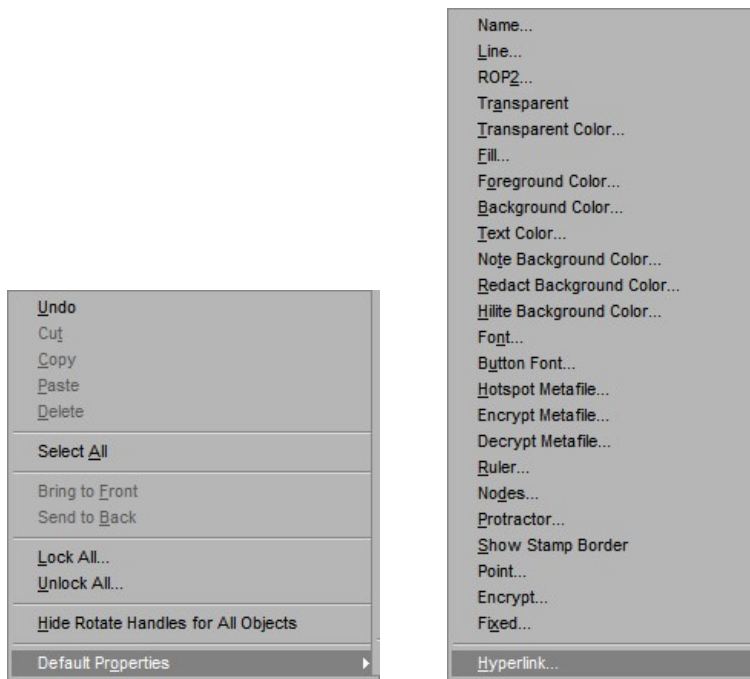 Undo
Cut
Copy
Paste
Delete
Select All
Bring to Front
Send to Back
Lock All...
Unlock All...
Hide Rotate Handles for All Objects
Default Properties
Name...
Line...
ROP2...
Transparent
Transparent Color...
Fill...
Foreground Color...
Background Color...
Text Color...
Note Background Color...
Redact Background Color...
Hilite Background Color...
Font...
Button Font...
Hotspot Metafile...
Encrypt Metafile...
Decrypt Metafile...
Ruler...
Nodes...
Protractor...
Show Stamp Border
Point...
Encrypt...
Fixed...
Hyperlink...